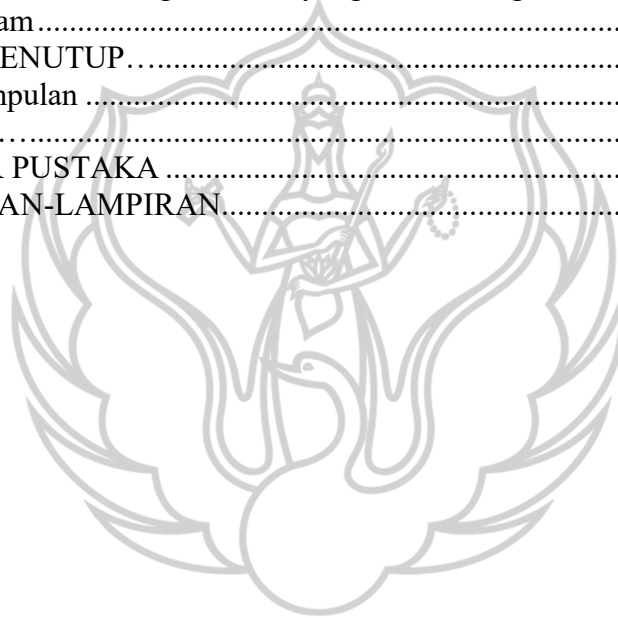 am........................................................................
ENUTUP…...............................................................
npulan ..................................................................
…..........................................................................
PUSTAKA .........................................................
AN-LAMPIRAN..................................................